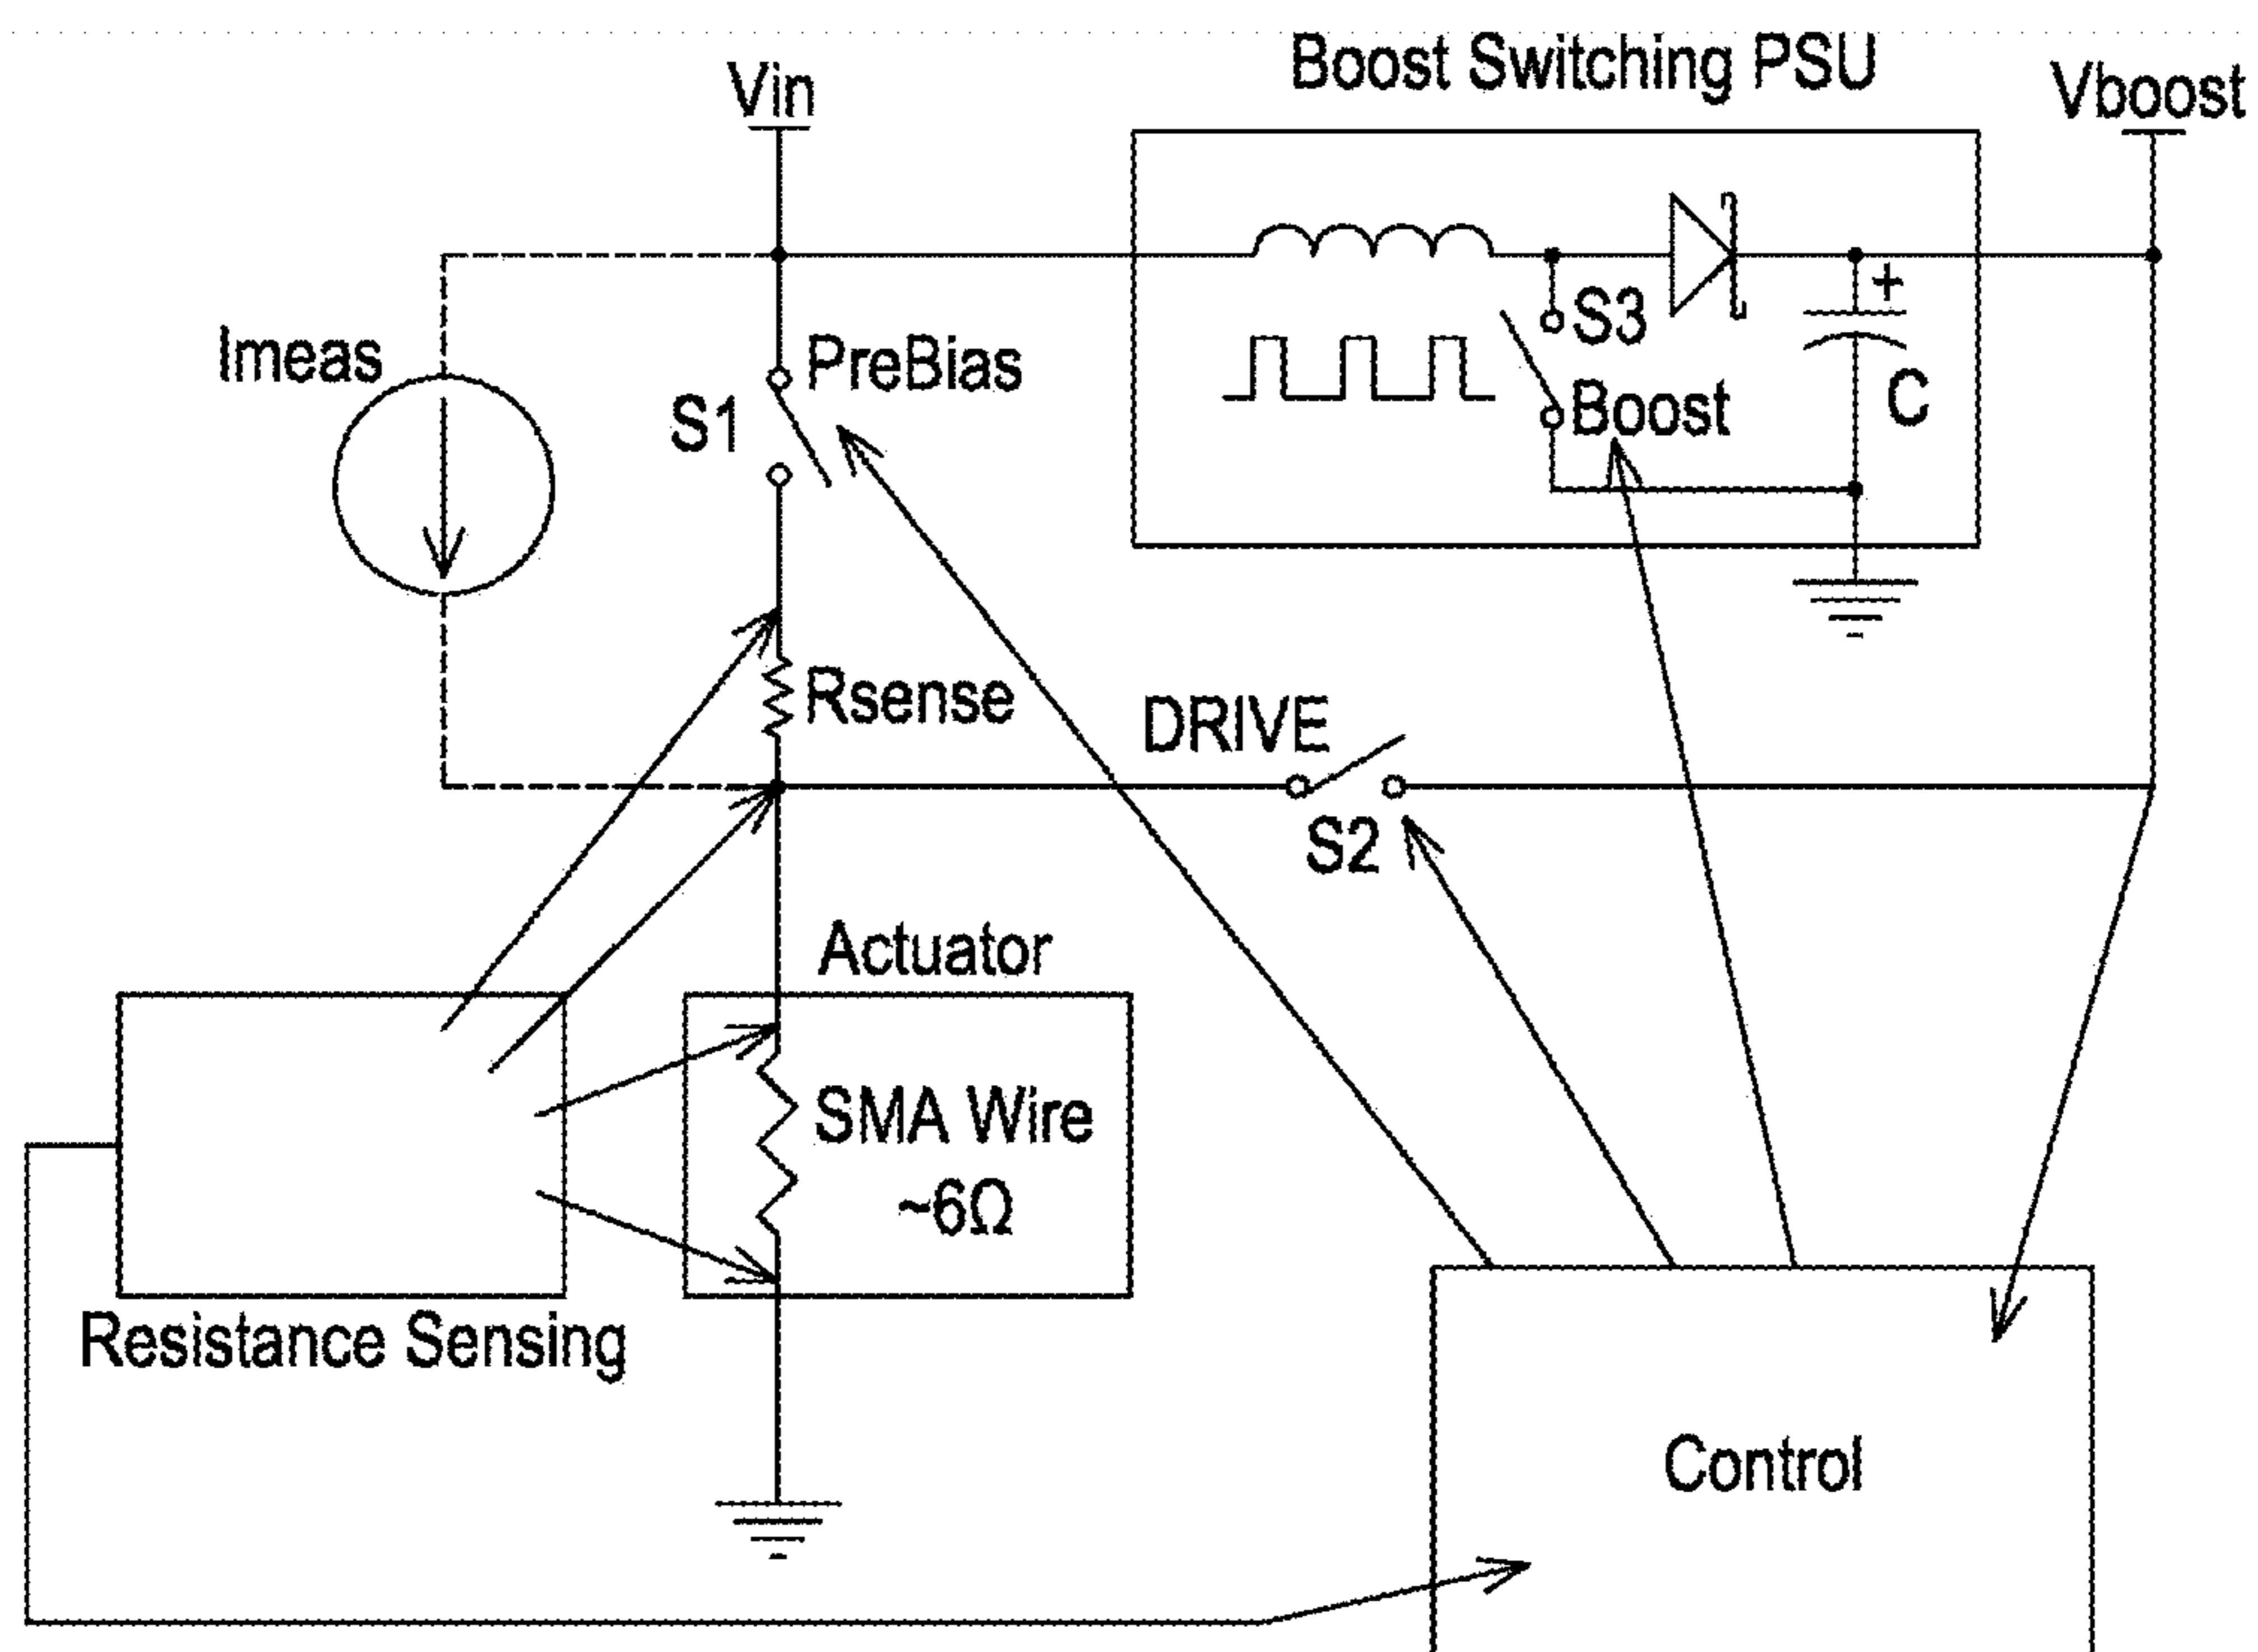 Boost Switching PSU
Vin
Vboost
Imeas
PreBias
S1
S3
Boost
+
C
Rsense
DRIVE
S2
Actuator
SMA Wire
~6Ω
Resistance Sensing
Control